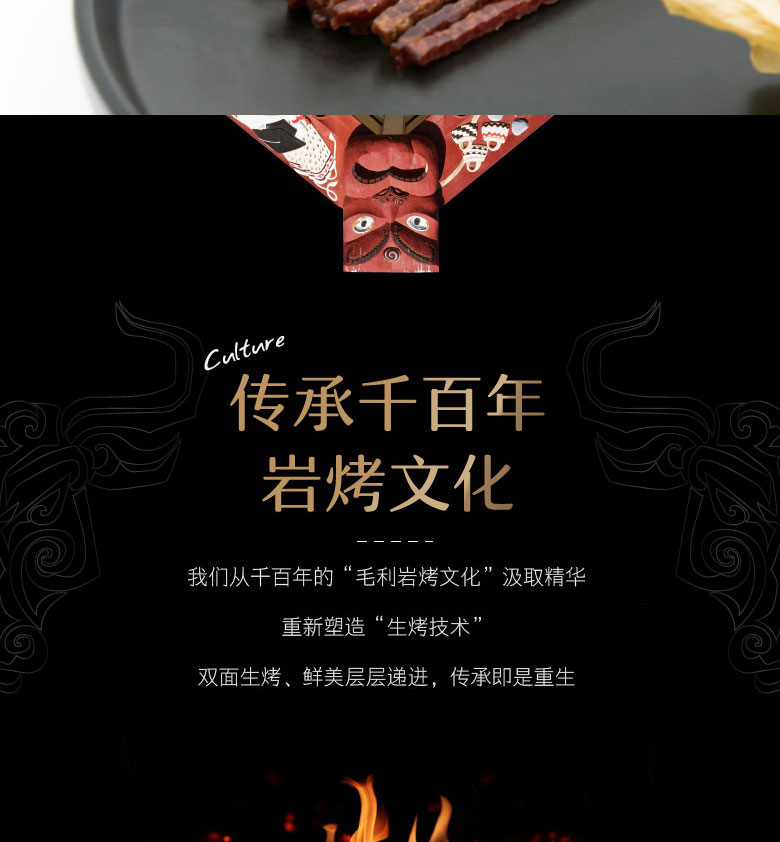 Culture
传承千百年
岩烤文化
我们从千百年的“毛利岩烤文化”汲取精华
重新塑造“生烤技术”
双面生烤、鲜美层层递进，传承即是重生